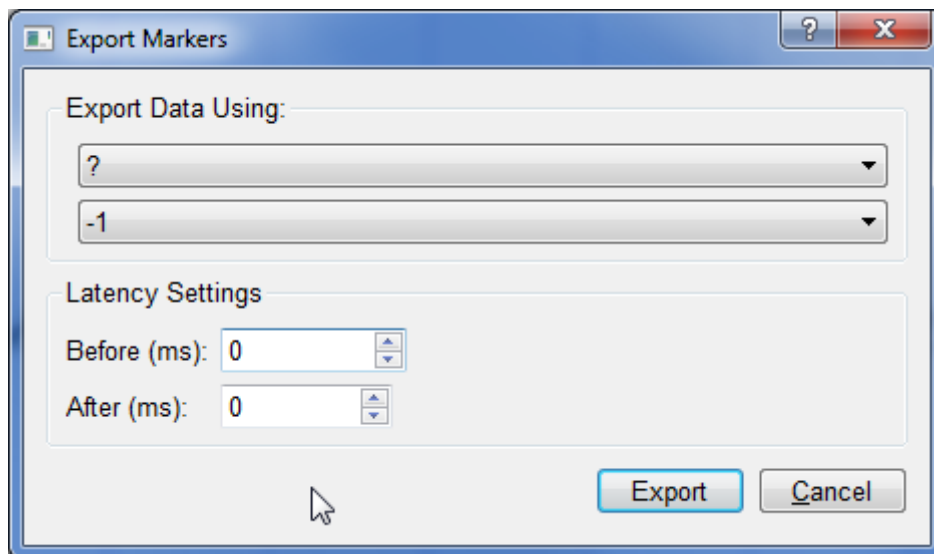 Export Markers
?
Export Data Using:
?
-1
Latency Settings
Before (ms): 0
After (ms): 0
Export Cancel